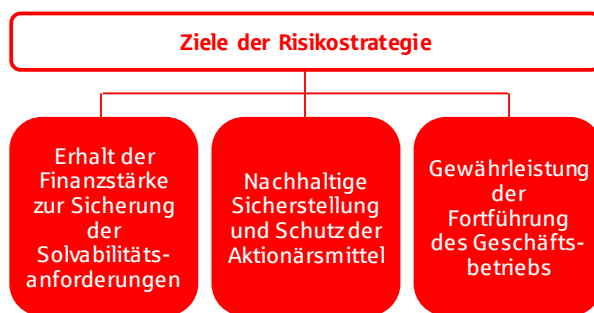 Ziele der Risikostrategie
Erhalt der
Finanzstärke
zur Sicherung
der
Solvabilitäts-
anforderungen
Nachhaltige
Sicherstellung
und Schutz der
Aktionärsmittel
Gewährleistung
der
Fortführung
des Geschäfts-
betriebs